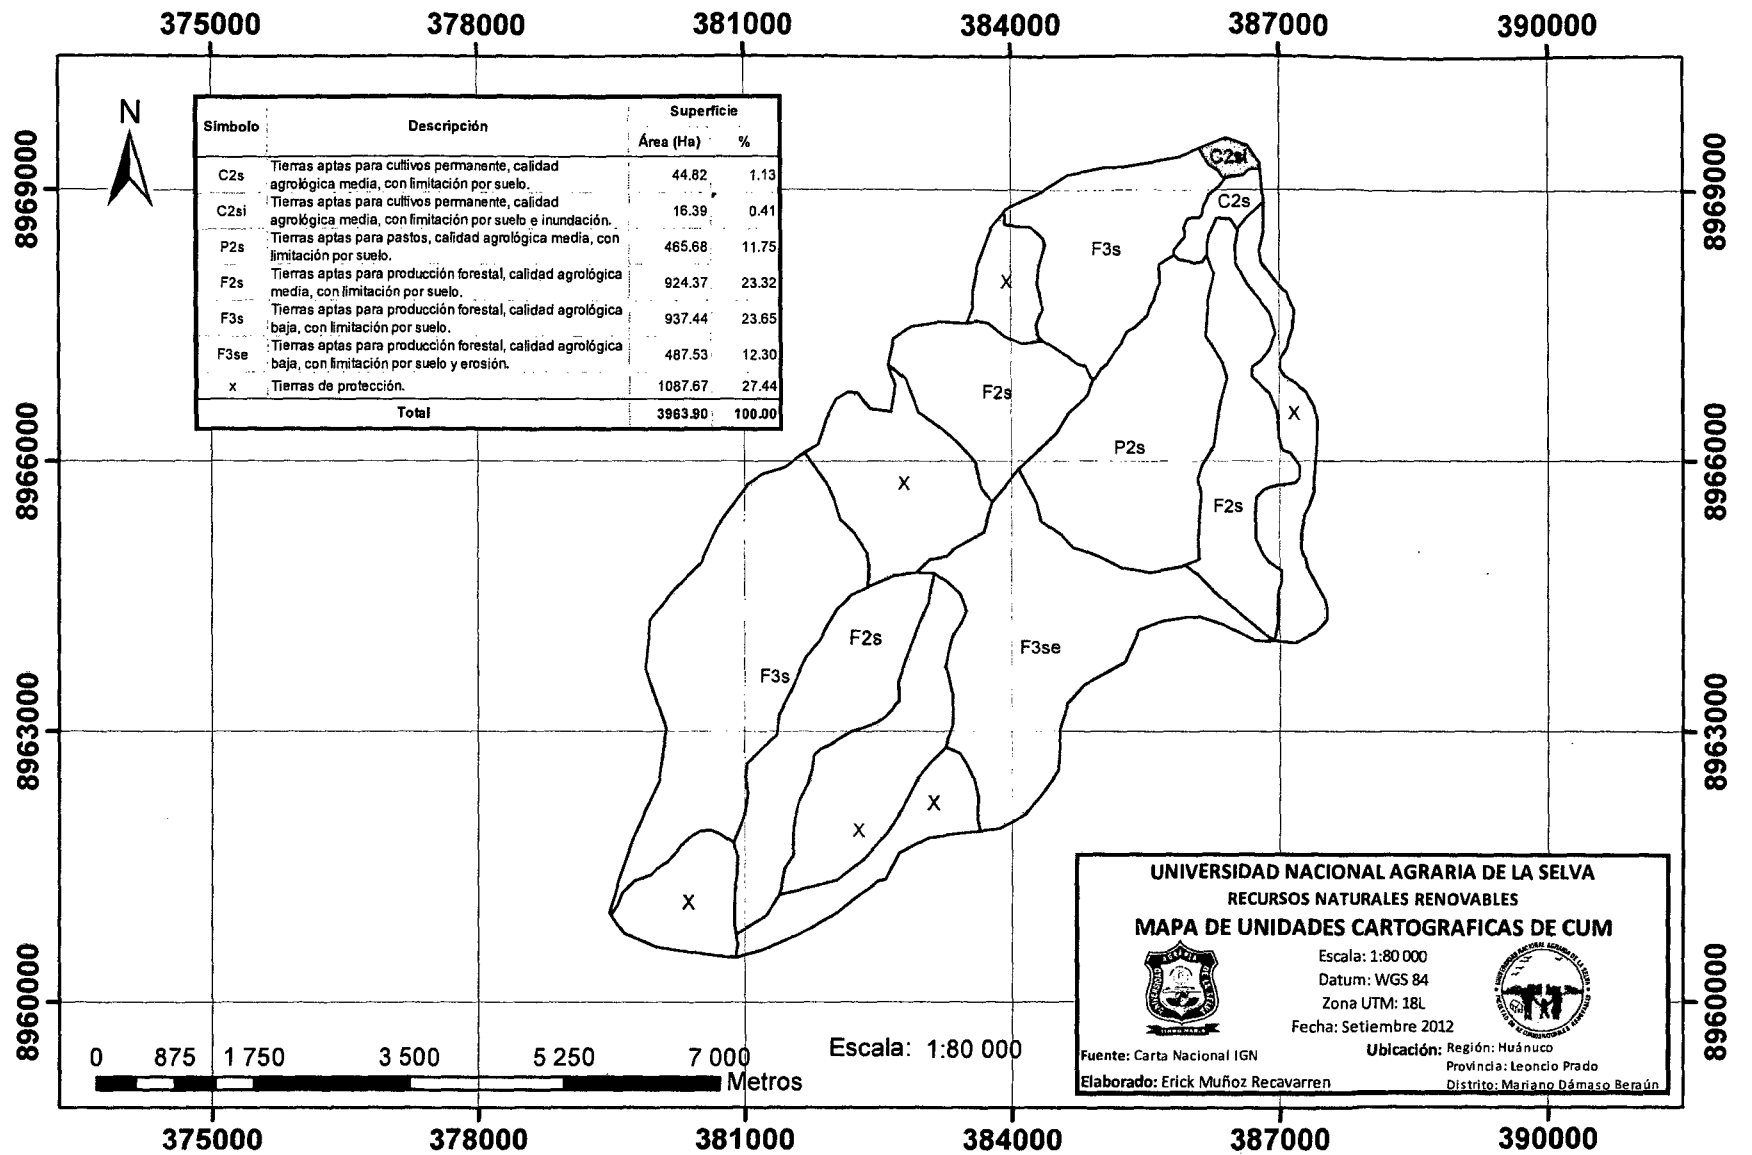 375000 378000 381000 384000 387000 390000
N
Símbolo Descripción Superficie
Área (Ha) %
C2s Tierras aptas para cultivos permanente, calidad agrológica media, con limitación por suelo. 44.82 1.13
C2si Tierras aptas para cultivos permanente, calidad agrológica media, con limitación por suelo e inundación. 16.39 0.41
P2s Tierras aptas para pastos, calidad agrológica media, con limitación por suelo. 465.68 11.75
F2s Tierras aptas para producción forestal, calidad agrológica media, con limitación por suelo. 924.37 23.32
F3s Tierras aptas para producción forestal, calidad agrológica baja, con limitación por suelo. 937.44 23.65
F3se Tierras aptas para producción forestal, calidad agrológica baja, con limitación por suelo y erosión. 487.53 12.30
x Tierras de protección. 1087.67 27.44
Total 3963.90 100.00
8969000
8966000
8963000
8960000
C2si
C2s
F3s
X
F2s
X
P2s
X
F2s
F2s
F3se
F3s
X
X
X
8969000
8966000
8963000
8960000
UNIVERSIDAD NACIONAL AGRARIA DE LA SELVA
RECURSOS NATURALES RENOVABLES
MAPA DE UNIDADES CARTOGRAFICAS DE CUM
Escala: 1:80 000
Datum: WGS 84
Zona UTM: 18L
Fecha: Setiembre 2012
Fuente: Carta Nacional IGN
Elaborado: Erick Muñoz Recavarren
Ubicación: Región: Huánuco
Provincia: Leoncio Prado
Distrito: Mariano Dámaso Beraún
0 875 1 750 3 500 5 250 7 000
Metros
Escala: 1:80 000
375000 378000 381000 384000 387000 390000